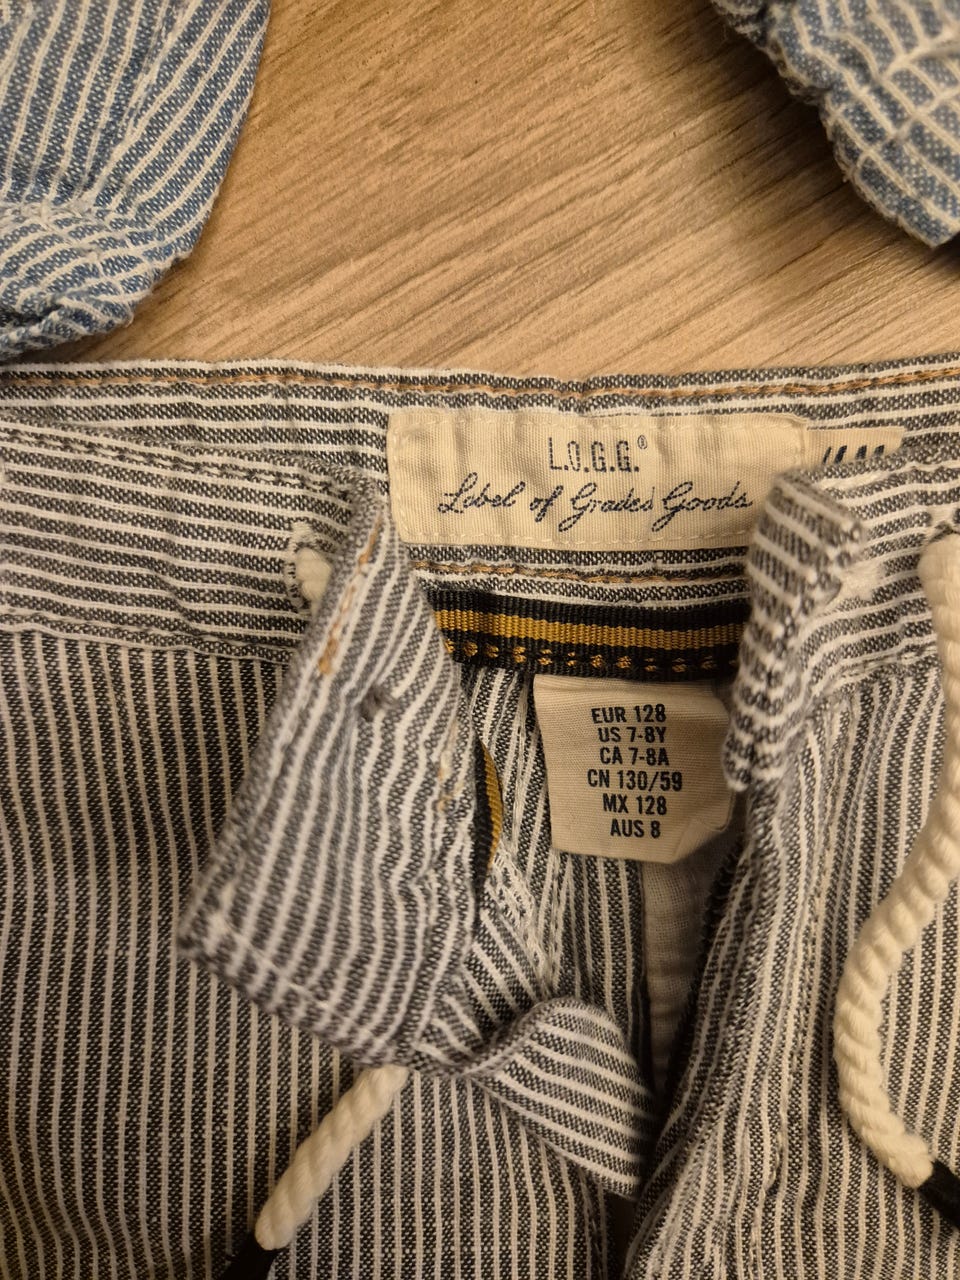 L.O.G.G.®
Label of Graded Goods
EUR 128
US 7-8Y
CA 7-8A
CN 130/59
MX 128
AUS 8